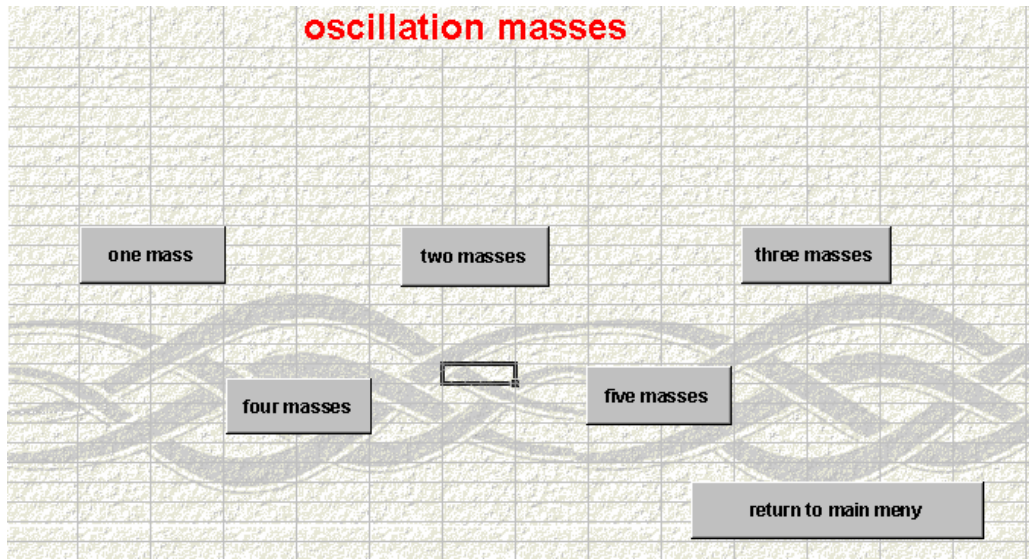 oscillation masses
one mass
two masses
three masses
four masses
five masses
return to main meny